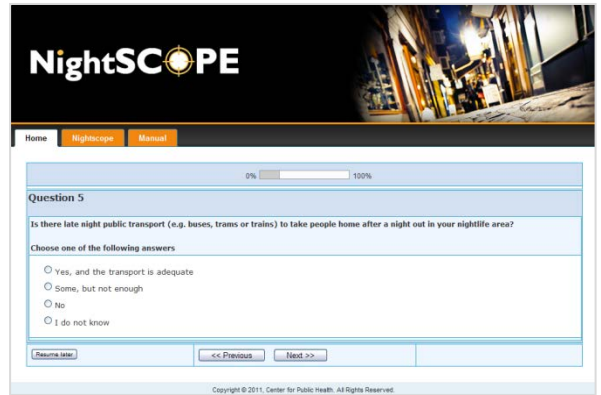 NightSCOPE
Home Nightscope Manual
0% 100%
Question 5
Is there late night public transport (e.g. buses, trams or trains) to take people home after a night out in your nightlife area?
Choose one of the following answers
Yes, and the transport is adequate
Some, but not enough
No
I do not know
Resume later << Previous Next >>
Copyright © 2011, Center for Public Health. All Rights Reserved.